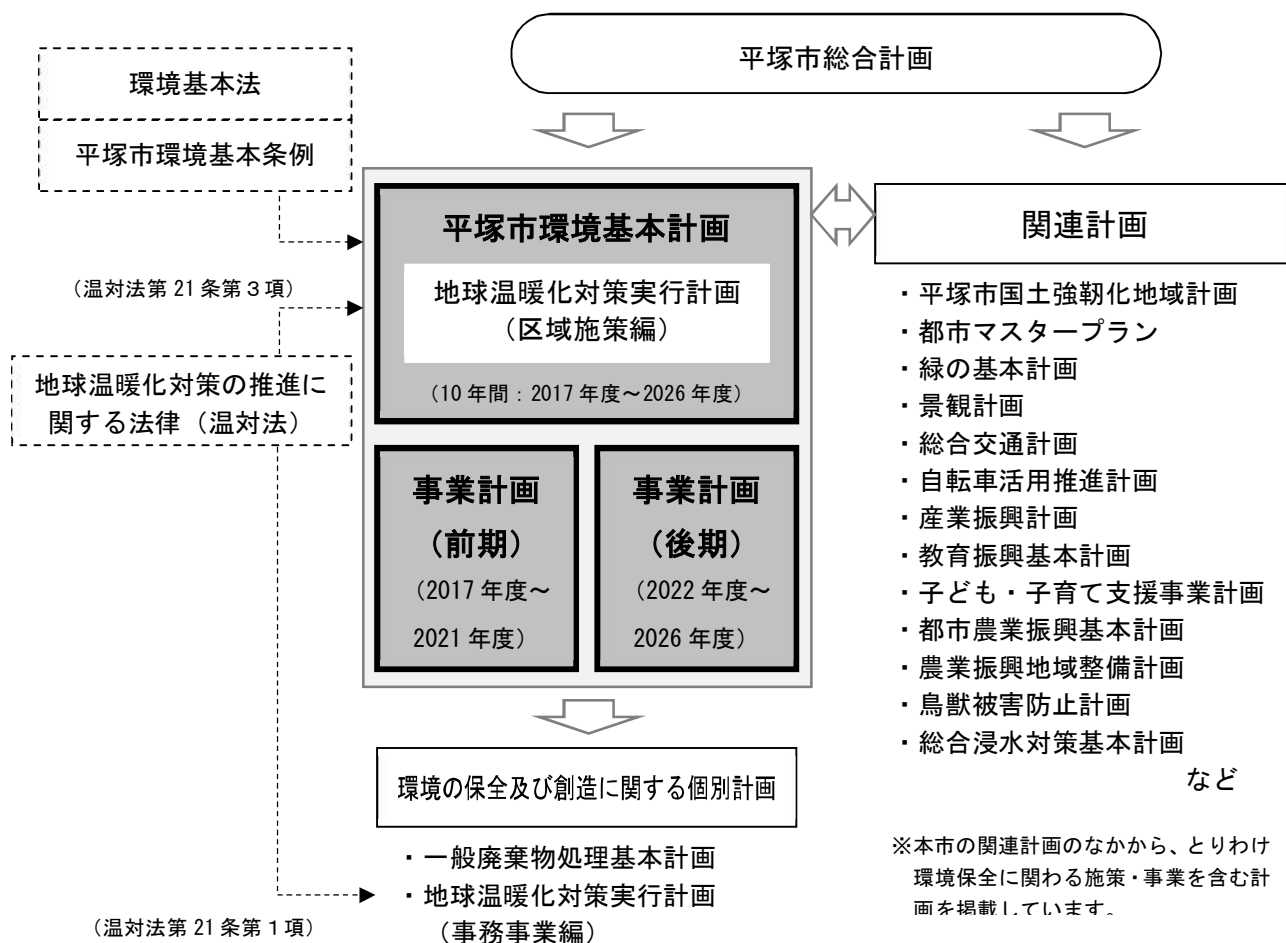 平塚市総合計画
環境基本法
平塚市環境基本条例
平塚市環境基本計画
地球温暖化対策実行計画
（区域施策編）
（10年間：2017年度～2026年度）
（温対法第21条第３項）
地球温暖化対策の推進に
関する法律（温対法）
事業計画
（前期）
（2017年度～
2021年度）
事業計画
（後期）
（2022年度～
2026年度）
環境の保全及び創造に関する個別計画
・一般廃棄物処理基本計画
・地球温暖化対策実行計画
（事務事業編）
（温対法第21条第１項）
関連計画
・平塚市国土強靭化地域計画
・都市マスタープラン
・緑の基本計画
・景観計画
・総合交通計画
・自転車活用推進計画
・産業振興計画
・教育振興基本計画
・子ども・子育て支援事業計画
・都市農業振興基本計画
・農業振興地域整備計画
・鳥獣被害防止計画
・総合浸水対策基本計画
など
※本市の関連計画のなかから、とりわけ
環境保全に関わる施策・事業を含む計
画を掲載しています。